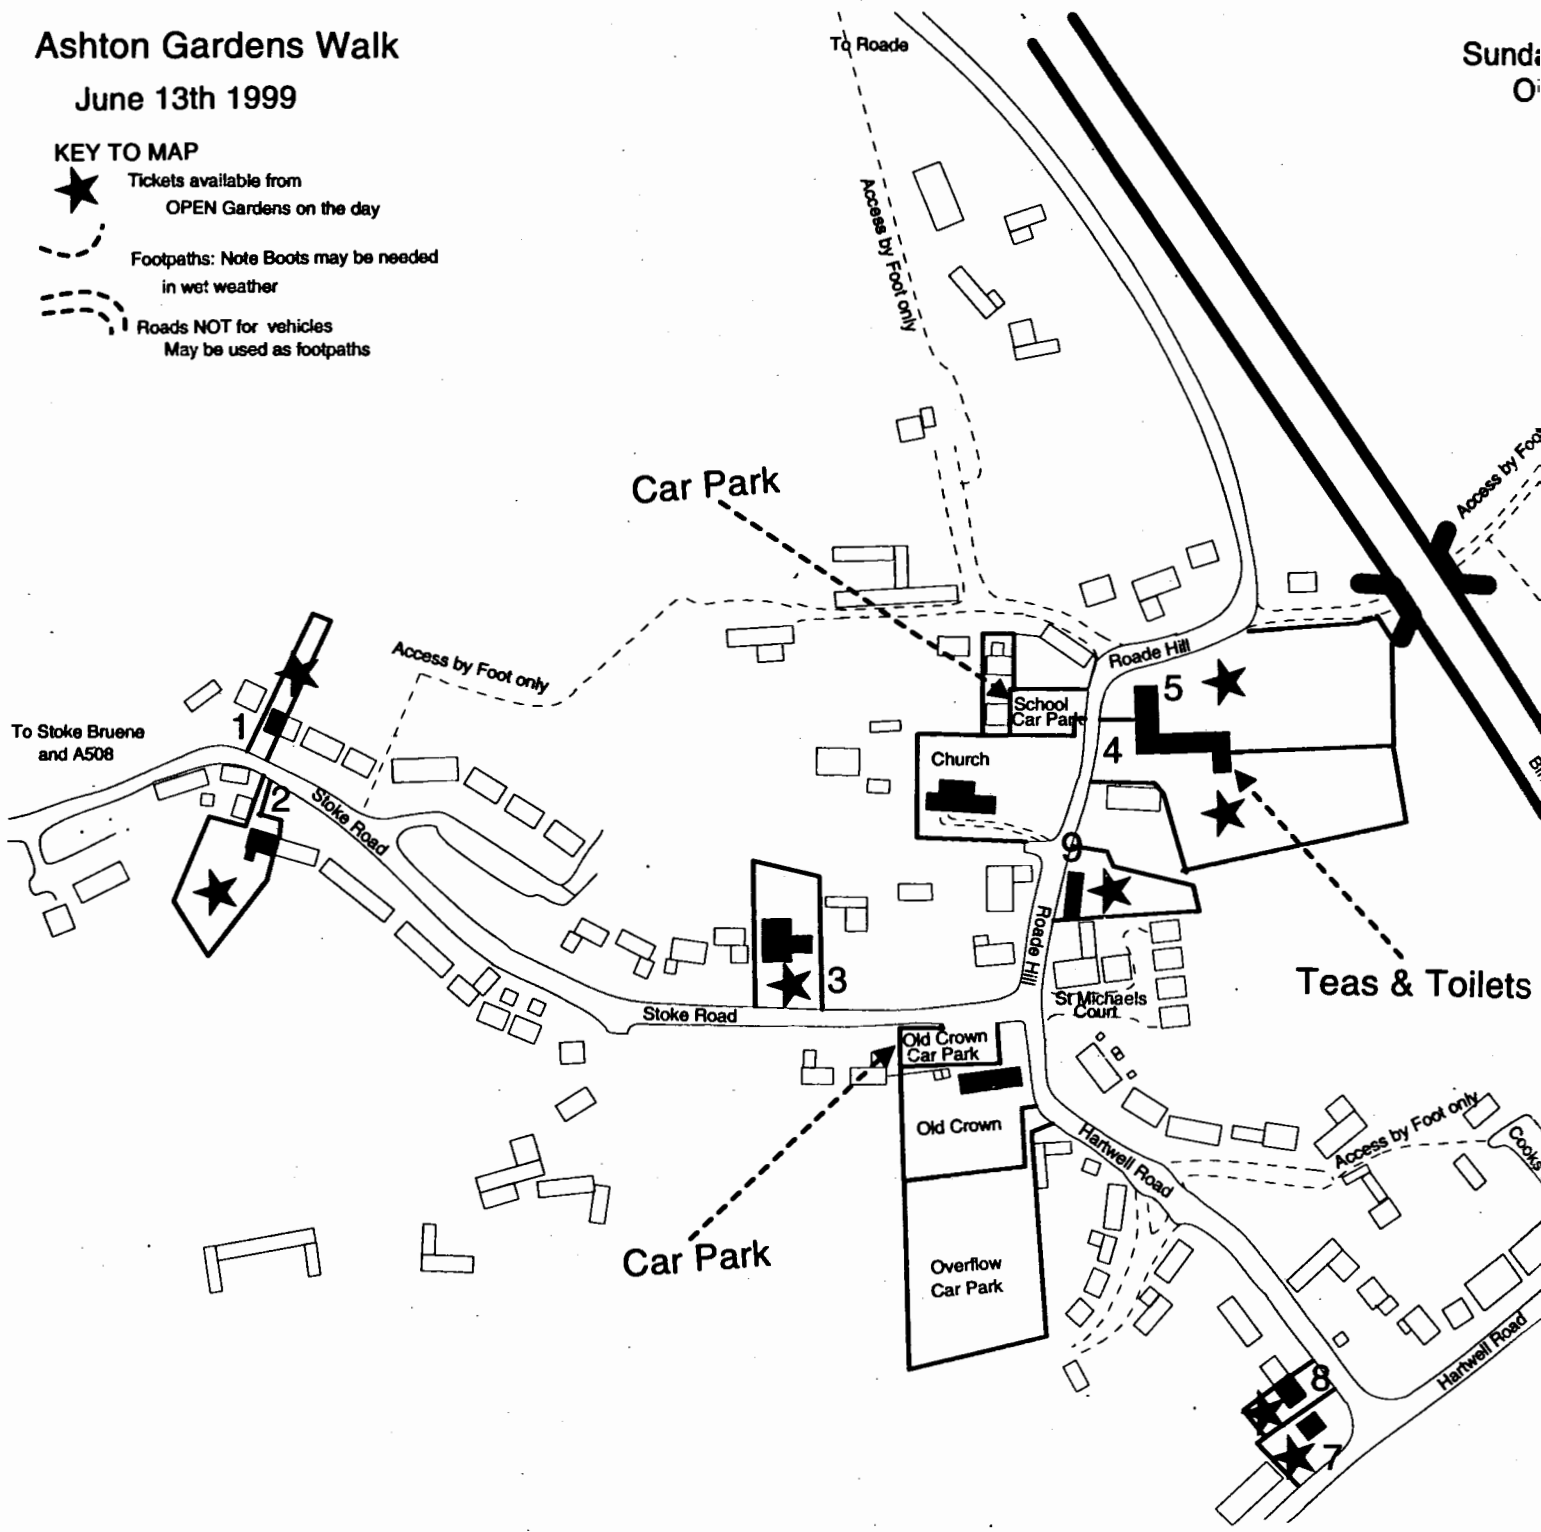 Ashton Gardens Walk
June 13th 1999
KEY TO MAP
Tickets available from
OPEN Gardens on the day
Footpaths: Note Boots may be needed
in wet weather
Roads NOT for vehicles
May be used as footpaths
To Roade
Access by Foot only
Car Park
Access by Foot
Access by Foot only
To Stoke Bruene
and A508
1
2
Stoke Road
Roade Hill
School
Car Park
5
4
Church
9
Roade Hill
3
Stoke Road
Teas & Toilets
St Michaels
Court
Old Crown
Car Park
Old Crown
Hartwell Road
Access by Foot only
Cooks
Car Park
Overflow
Car Park
Hartwell Road
8
7